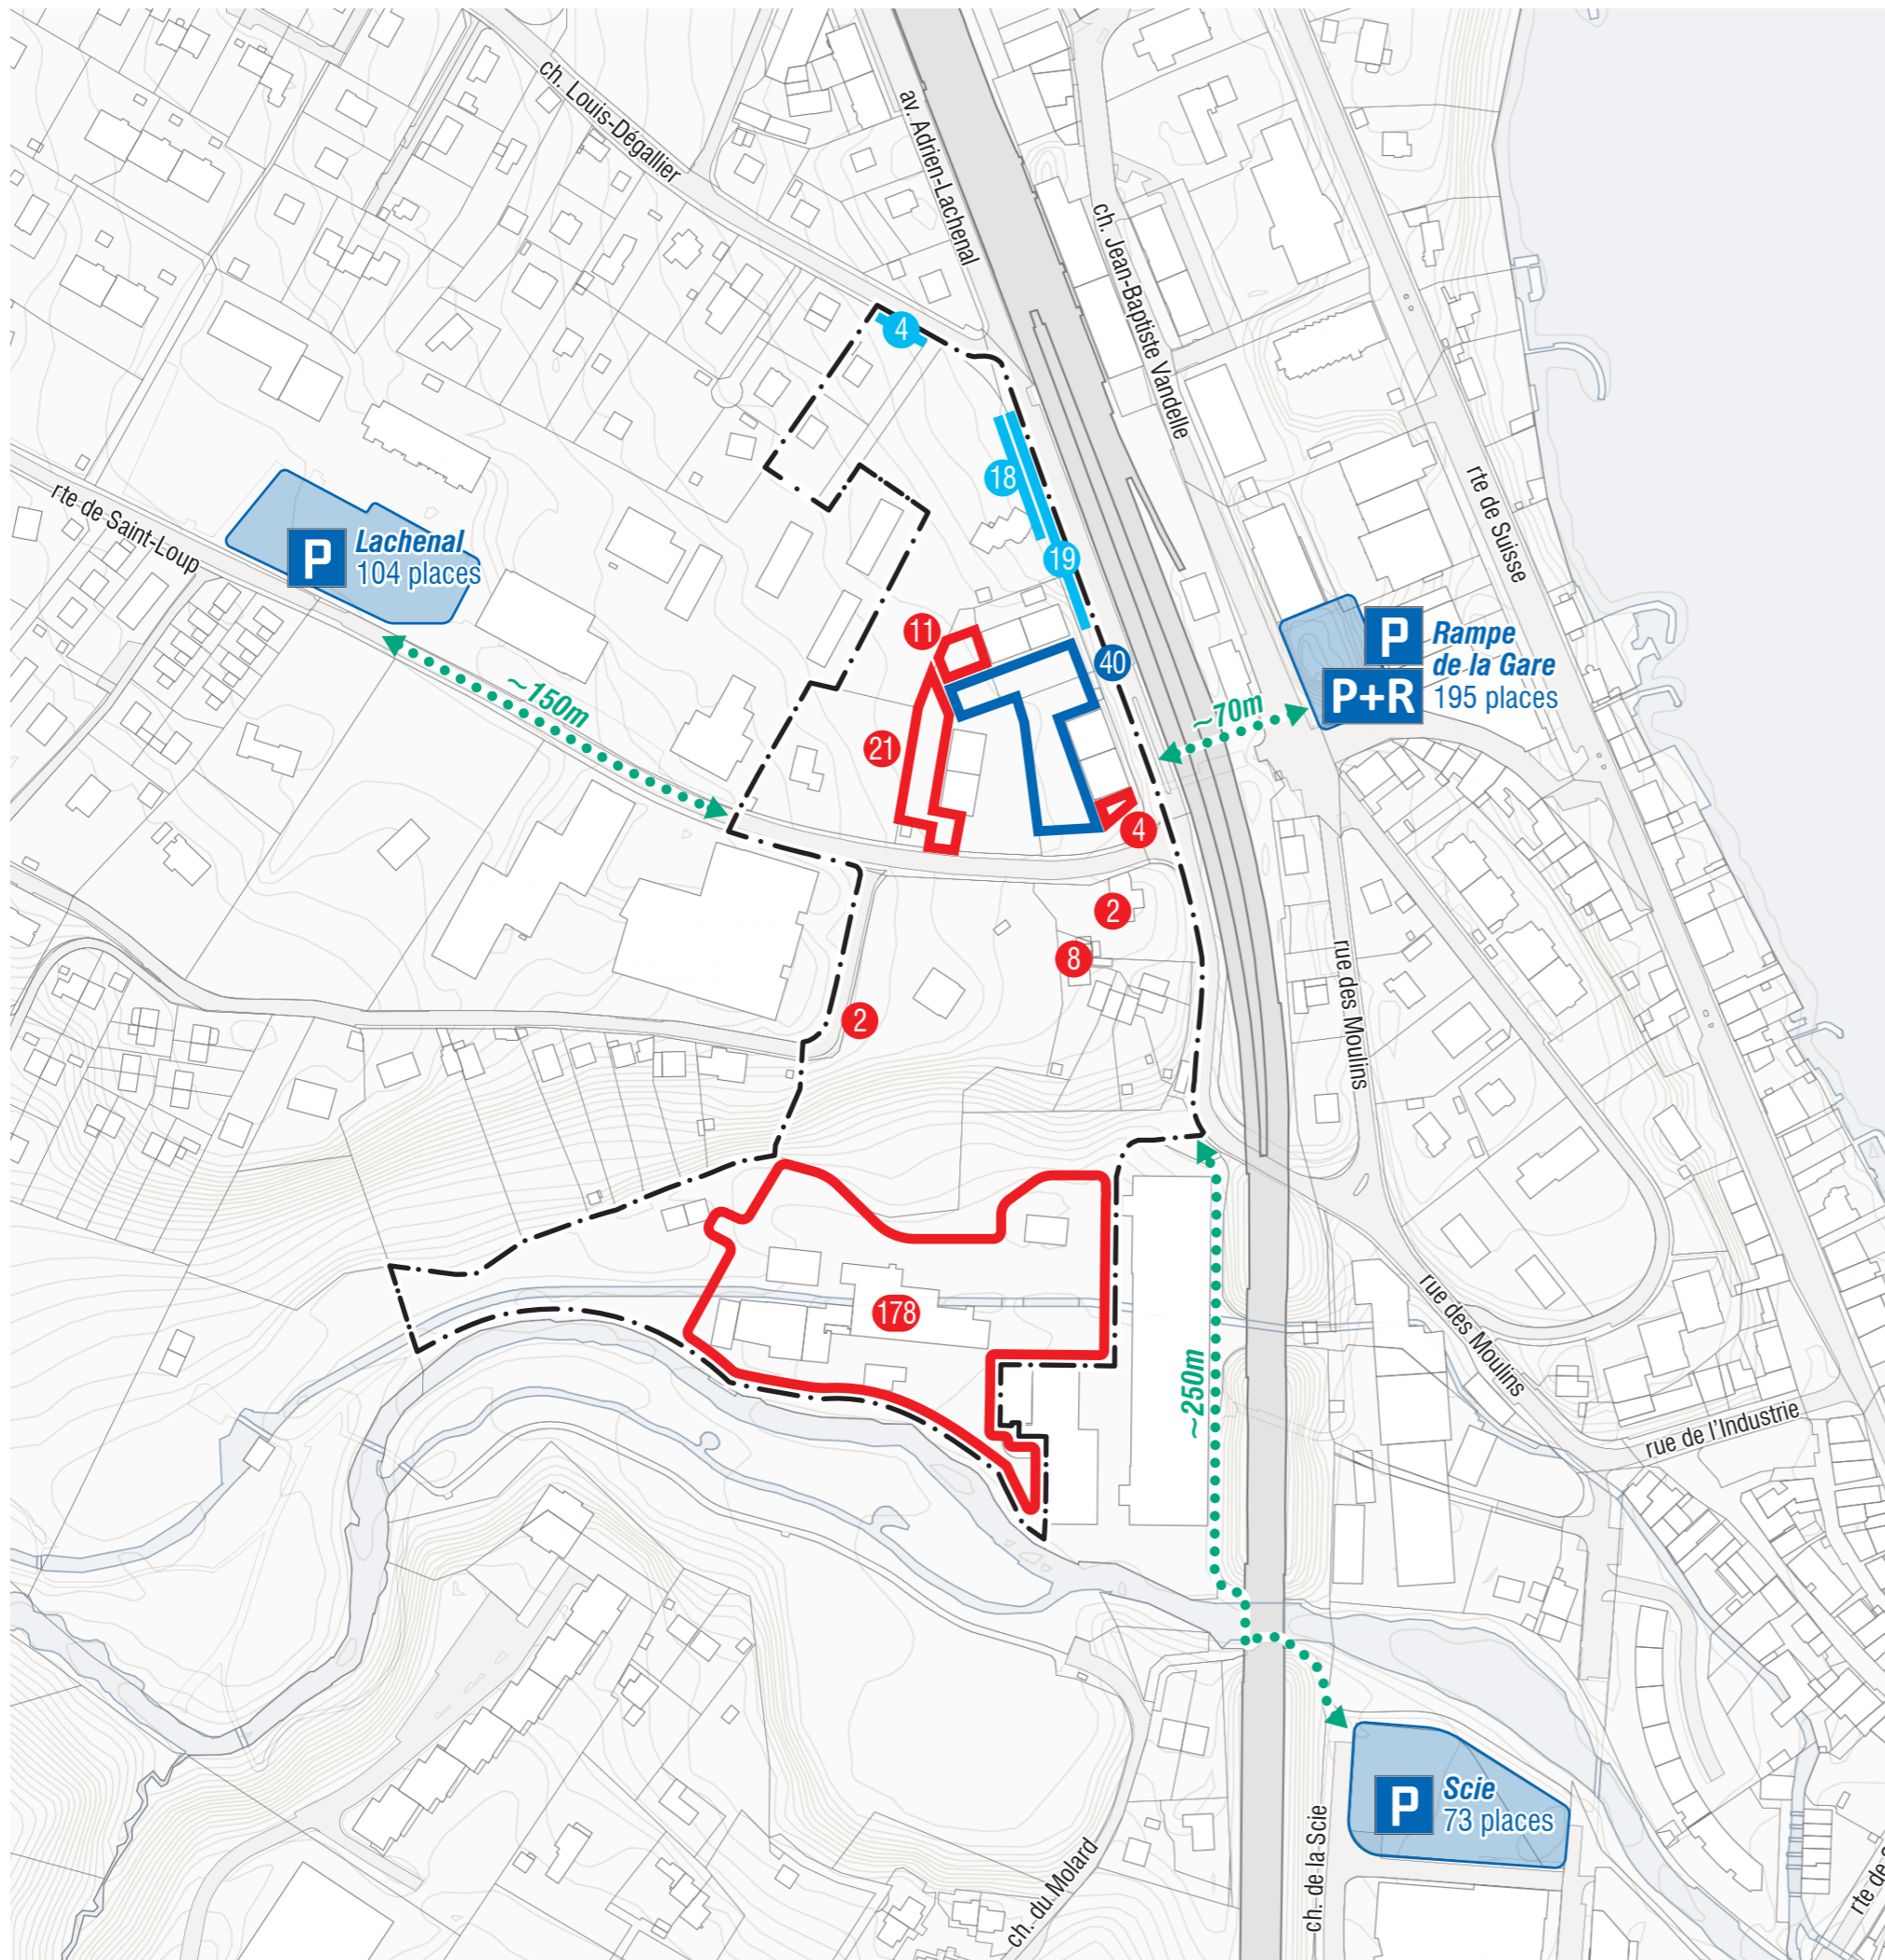 ch. Louis-Dégallier
av. Adrien-Lachenal
ch. Jean-Baptiste Vandelle
4
18
19
rte de Suisse
rte de Saint-Loup
P
Lachenal
104 places
~150m
11
40
21
4
~70m
P
P+R
Rampe
de la Gare
195 places
2
8
2
rue des Moulins
178
rue des Moulins
~250m
rue de l'Industrie
P
Scie
73 places
ch. de la Scie
ch. du Molard
rte de